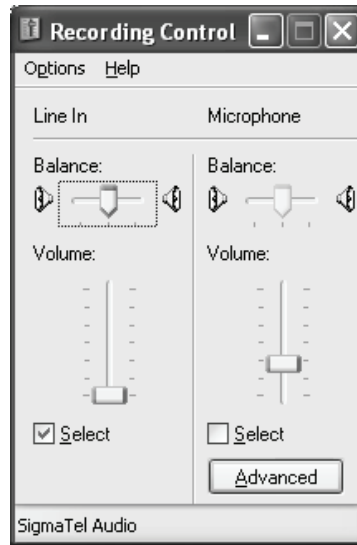 Recording Control
Options Help
Line In
Balance:
Volume:
Select
Microphone
Balance:
Volume:
Select
Advanced
SigmaTel Audio